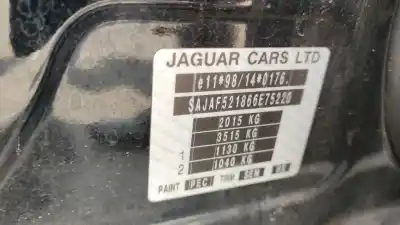 JAGUAR CARS LTD
e11*98/14*0176.
SAJAF521866E75220
2015 KG
3515 KG
1 1130 KG
2 1040 KG
PAINT PEC TRIM SEM